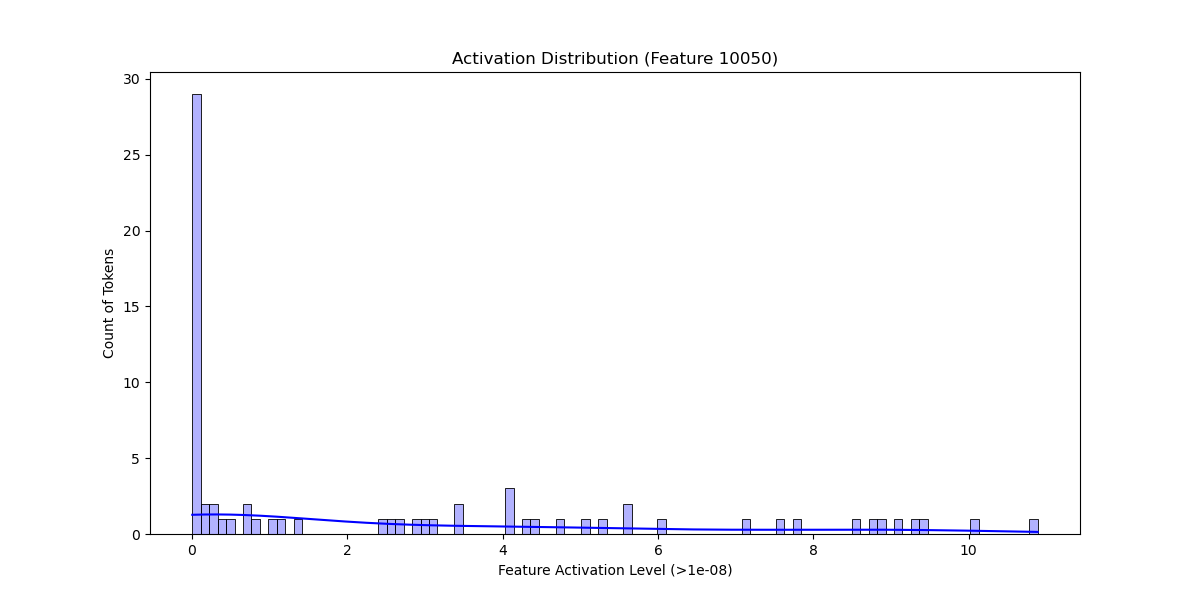 Activation Distribution (Feature 10050)
30
25
20
15
10
5
0
Count of Tokens
0 2 4 6 8 10
Feature Activation Level (>1e-08)